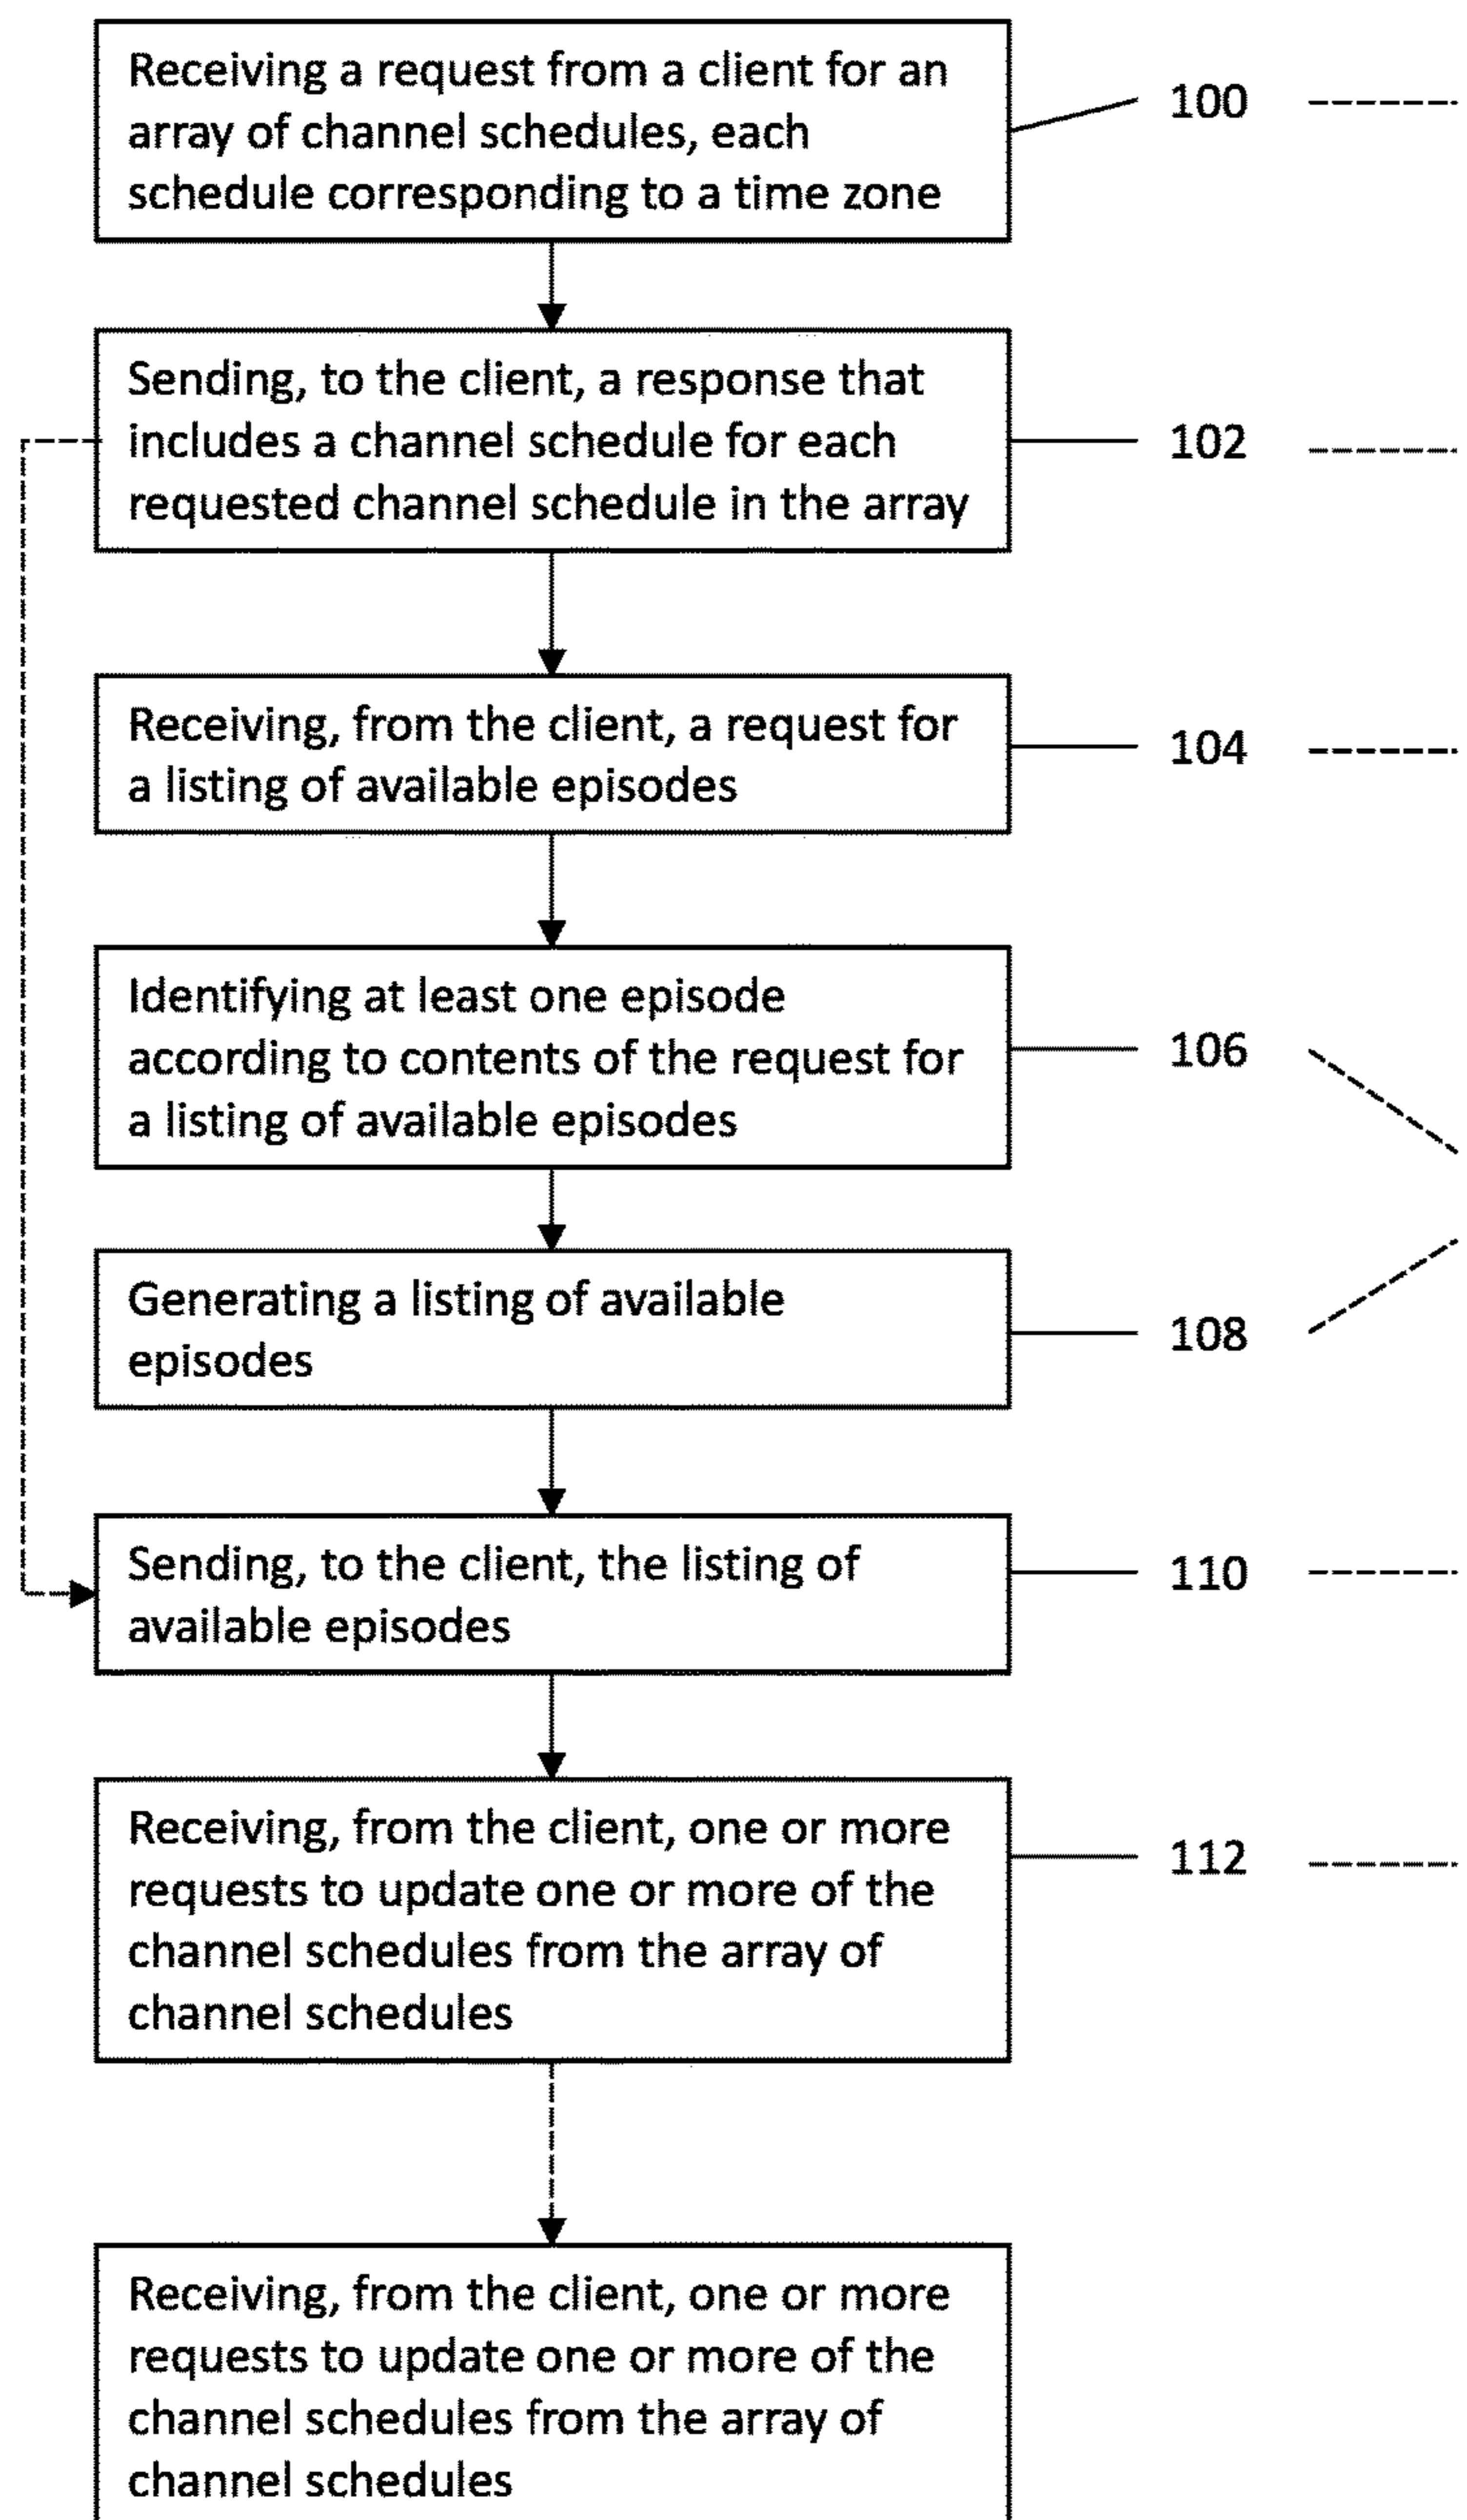 Receiving a request from a client for an
array of channel schedules, each
schedule corresponding to a time zone
100
Sending, to the client, a response that
includes a channel schedule for each
requested channel schedule in the array
102
Receiving, from the client, a request for
a listing of available episodes
104
Identifying at least one episode
according to contents of the request for
a listing of available episodes
106
Generating a listing of available
episodes
108
Sending, to the client, the listing of
available episodes
110
Receiving, from the client, one or more
requests to update one or more of the
channel schedules from the array of
channel schedules
112
Receiving, from the client, one or more
requests to update one or more of the
channel schedules from the array of
channel schedules